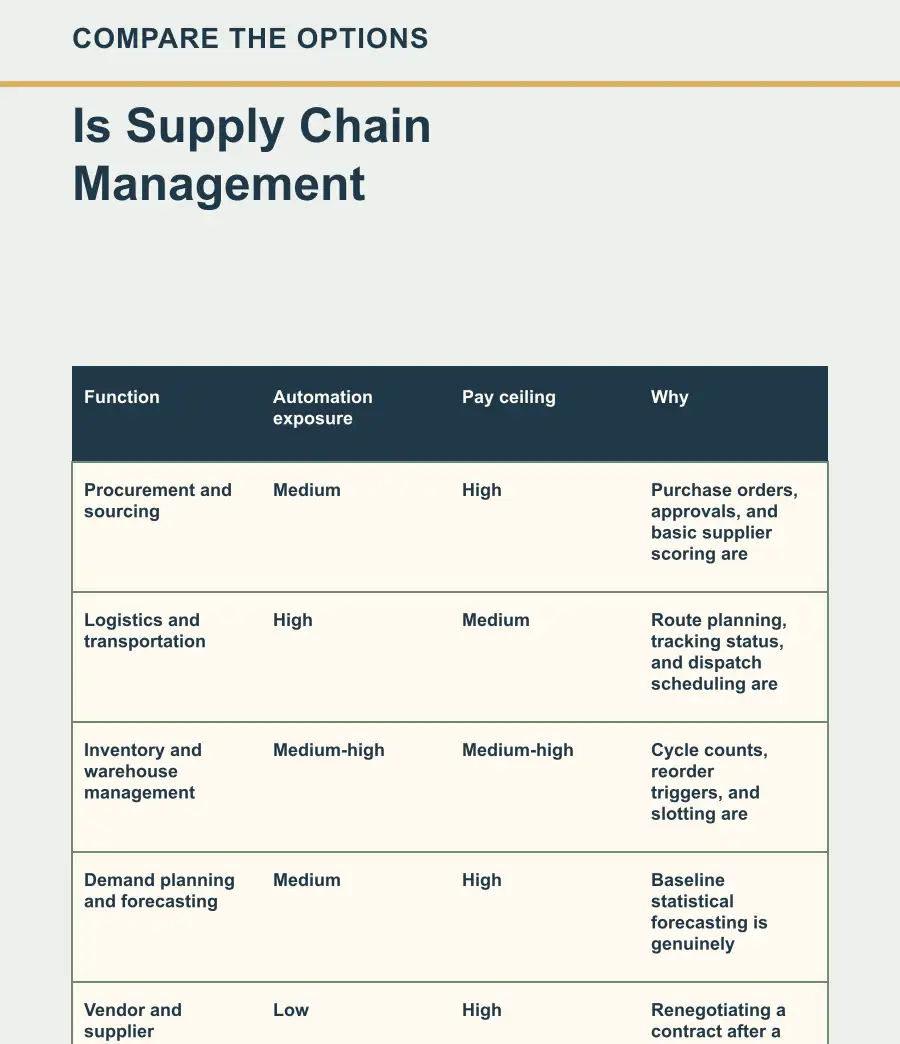 COMPARE THE OPTIONS
Is Supply Chain
Management
Function
Automation
exposure
Pay ceiling
Why
Procurement and
sourcing
Medium
High
Purchase orders,
approvals, and
basic supplier
scoring are
Logistics and
transportation
High
Medium
Route planning,
tracking status,
and dispatch
scheduling are
Inventory and
warehouse
management
Medium-high
Medium-high
Cycle counts,
reorder
triggers, and
slotting are
Demand planning
and forecasting
Medium
High
Baseline
statistical
forecasting is
genuinely
Vendor and
supplier
Low
High
Renegotiating a
contract after a